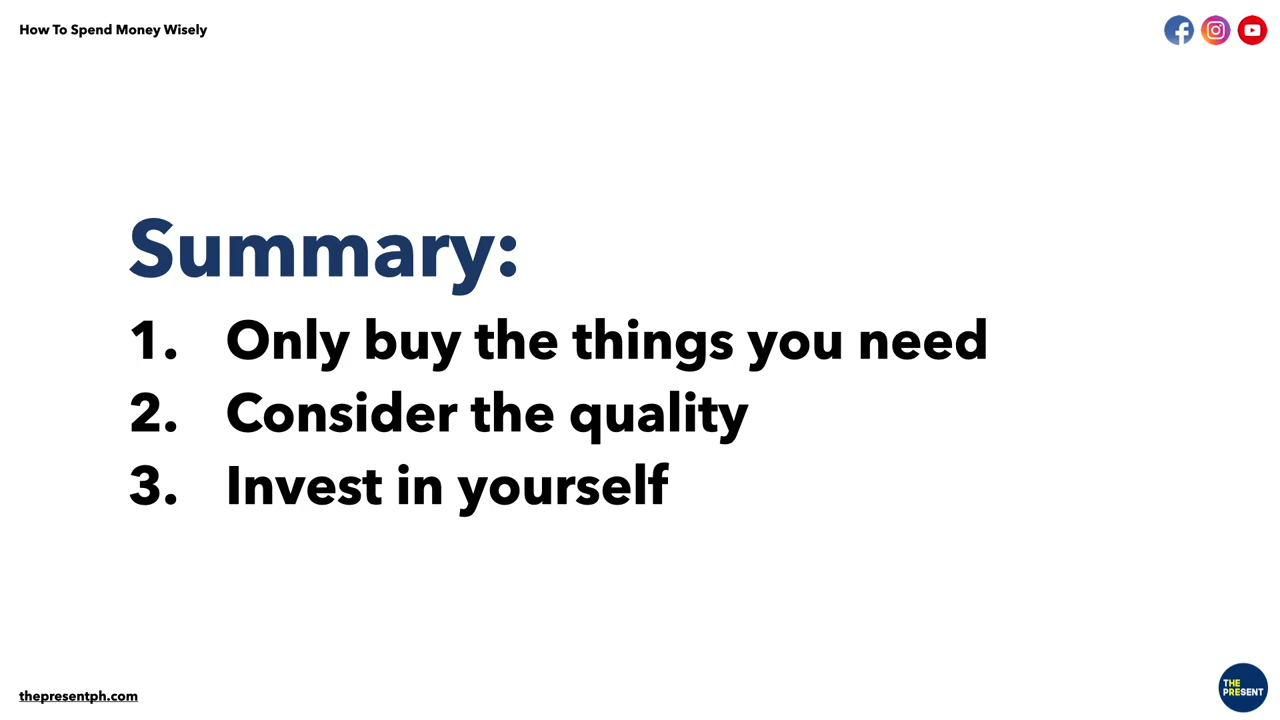 How To Spend Money Wisely
Summary:
1. Only buy the things you need
2. Consider the quality
3. Invest in yourself
thepresentph.com
THE
PRESENT